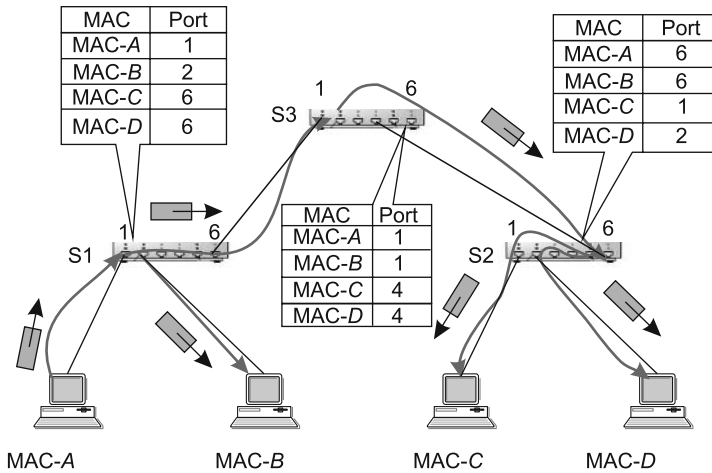 MAC Port
MAC-A 1
MAC-B 2
MAC-C 6
MAC-D 6
MAC Port
MAC-A 6
MAC-B 6
MAC-C 1
MAC-D 2
1 6
S3
MAC Port
MAC-A 1
MAC-B 1
MAC-C 4
MAC-D 4
1 6
S1
1 6
S2
MAC-A MAC-B MAC-C MAC-D